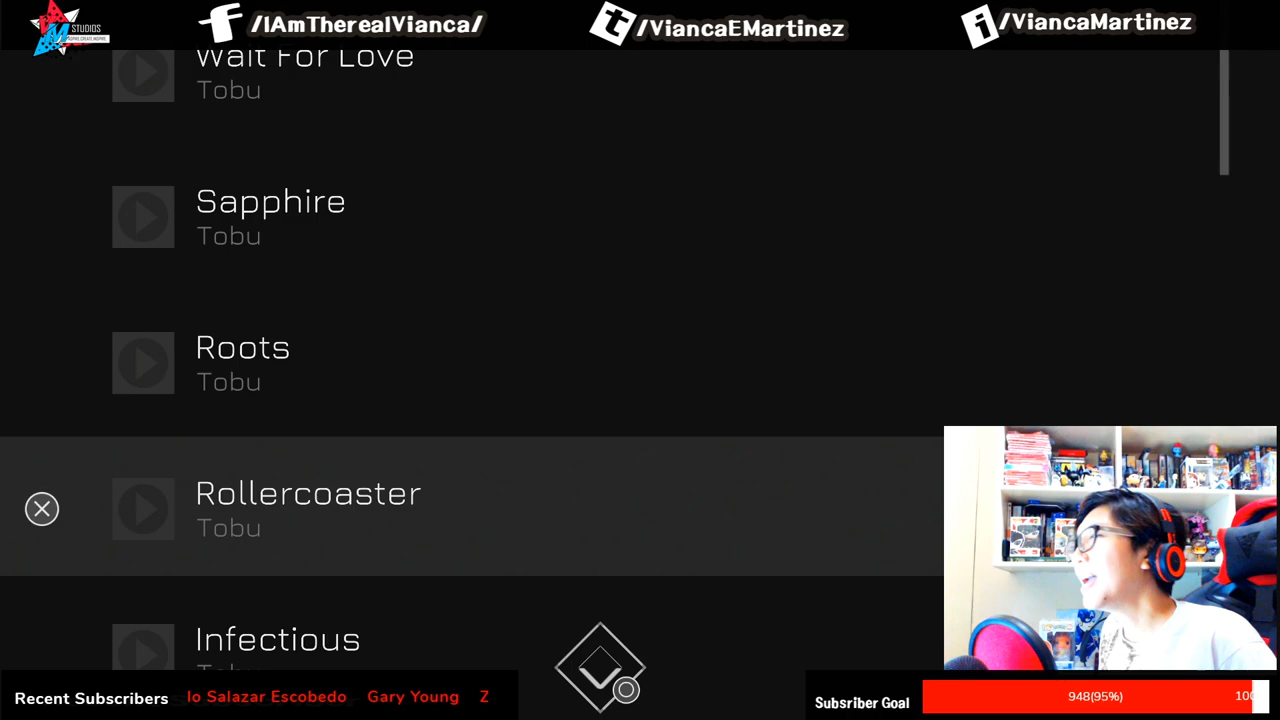 STUDIOS
/IAmTherealVianca/
/ViancaEMartinez
/ViancaMartinez
Wait For Love
Tobu
Sapphire
Tobu
Roots
Tobu
Rollercoaster
Tobu
Infectious
Recent Subscribers
lo Salazar Escobedo Gary Young Z
Subsriber Goal
948(95%)